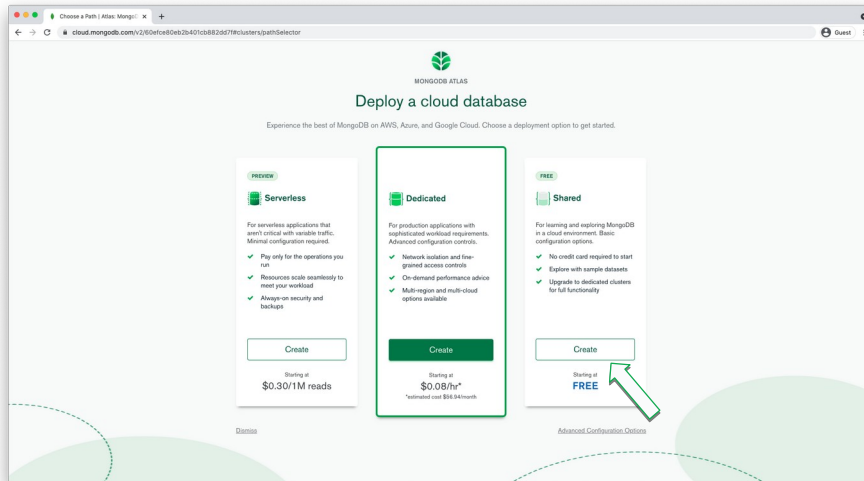 Choose a Path | Atlas: MongoD
cloud.mongodb.com/v2/60efce80eb2b401cb882dd7f#clusters/pathSelector
Guest
MONGODB ATLAS
Deploy a cloud database
Experience the best of MongoDB on AWS, Azure, and Google Cloud. Choose a deployment option to get started.
PREVIEW
Serverless
For serverless applications that
aren't critical with variable traffic.
Minimal configuration required.
Pay only for the operations you
run
Resources scale seamlessly to
meet your workload
Always-on security and
backups
Create
Starting at
$0.30/1M reads
Dedicated
For production applications with
sophisticated workload requirements.
Advanced configuration controls.
Network isolation and fine-
grained access controls
On-demand performance advice
Multi-region and multi-cloud
options available
Create
Starting at
$0.08/hr*
*estimated cost $56.94/month
FREE
Shared
For learning and exploring MongoDB
in a cloud environment. Basic
configuration options.
No credit card required to start
Explore with sample datasets
Upgrade to dedicated clusters
for full functionality
Create
Starting at
FREE
Dismiss
Advanced Configuration Options